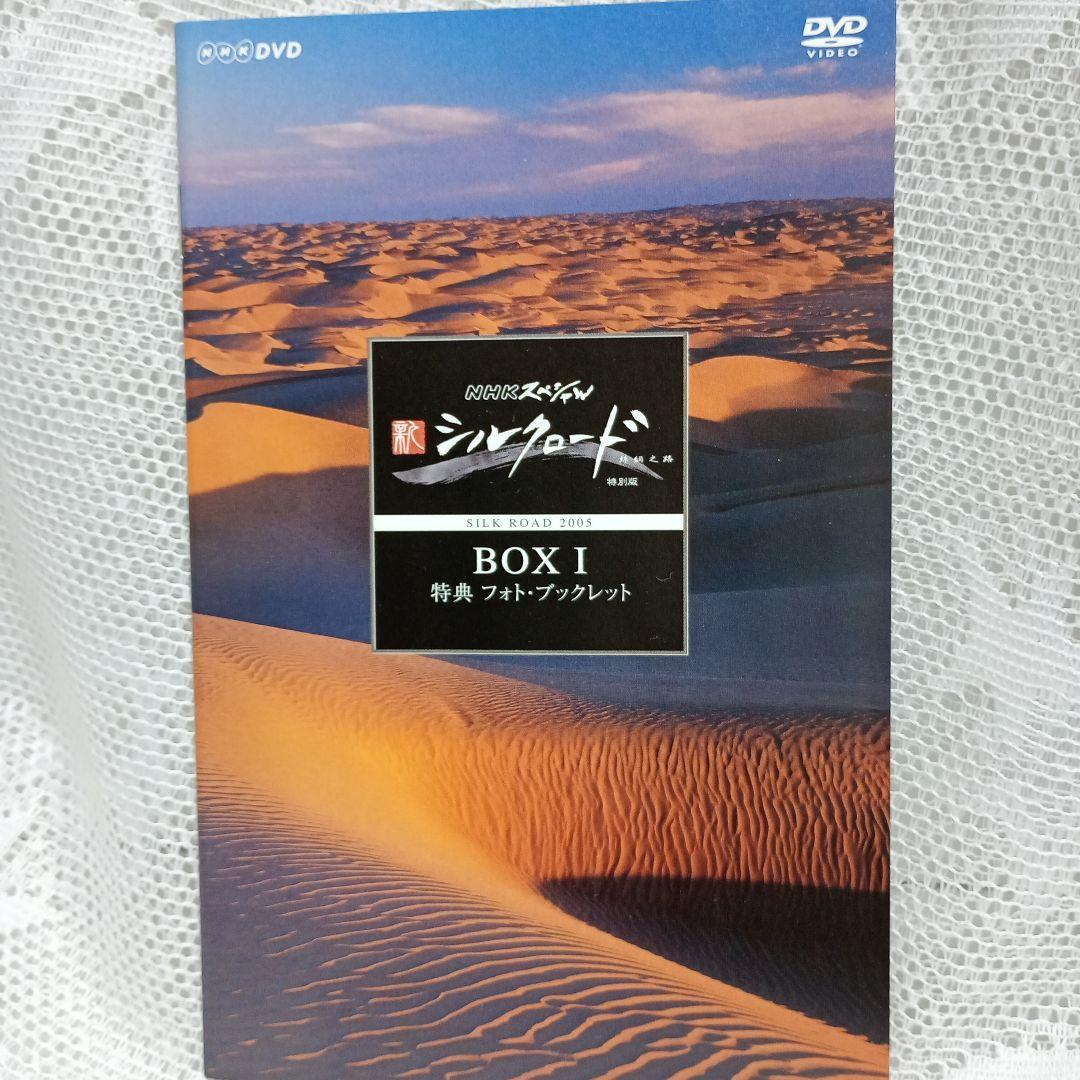 NHK DVD
DVD
VIDEO
NHKスペシャル
新シルクロード
絲綢之路
特別版
SILK ROAD 2005
BOX I
特典 フォト・ブックレット